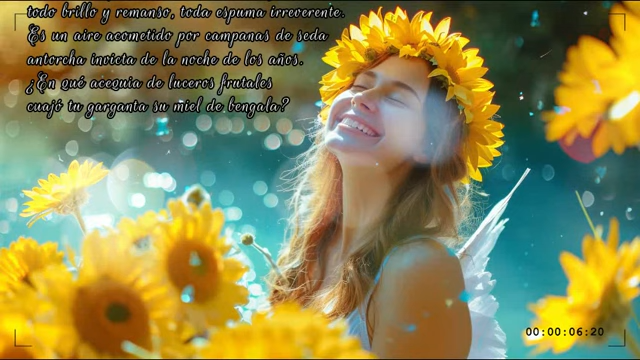 todo brillo y remanso, toda espuma irreverente.
Es un aire acometido por campanas de seda
antorcha invicta de la noche de los años.
¿En qué acequia de luceros frutales
cuajó tu garganta su miel de bengala?
00:00:06:20